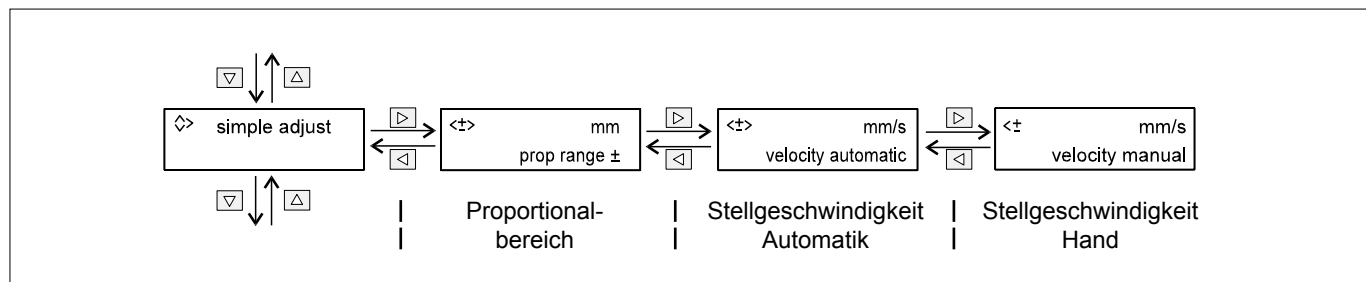 simple adjust
<±> mm
prop range ±
<±> mm/s
velocity automatic
<± mm/s
velocity manual
Proportional-
bereich
Stellgeschwindigkeit
Automatik
Stellgeschwindigkeit
Hand